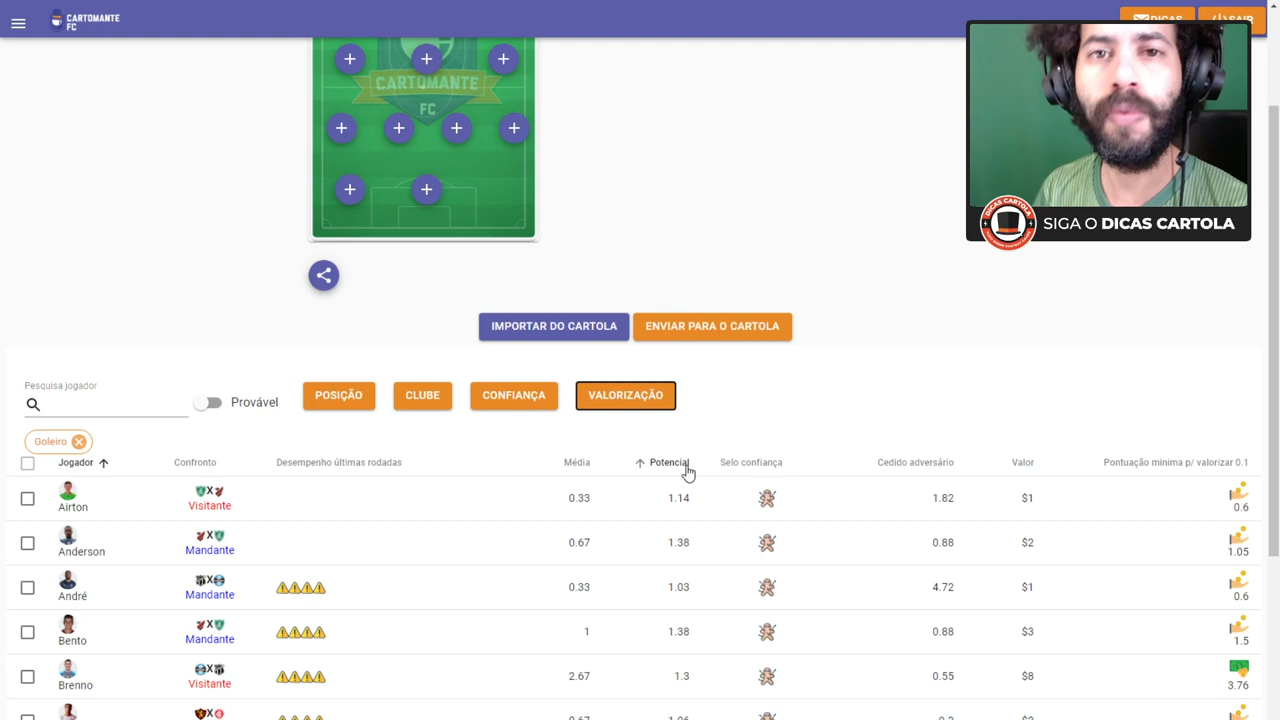 CARTOMANTE
FC
DICAS
SAIR
CARTOMANTE
FC
DICAS CARTOLA
SIGA O DICAS CARTOLA
IMPORTAR DO CARTOLA
ENVIAR PARA O CARTOLA
Pesquisa jogador
Provável
POSIÇÃO
CLUBE
CONFIANÇA
VALORIZAÇÃO
Goleiro
Jogador Confronto Desempenho últimas rodadas Média Potencial Selo confiança Cedido adversário Valor Pontuação mínima p/ valorizar 0.1
Airton X Visitante 0.33 1.14 1.82 $1 0.6
Anderson X Mandante 0.67 1.38 0.88 $2 1.05
André X Mandante 0.33 1.03 4.72 $1 0.6
Bento X Mandante 1 1.38 0.88 $3 1.5
Brenno X Visitante 2.67 1.3 0.55 $8 3.76